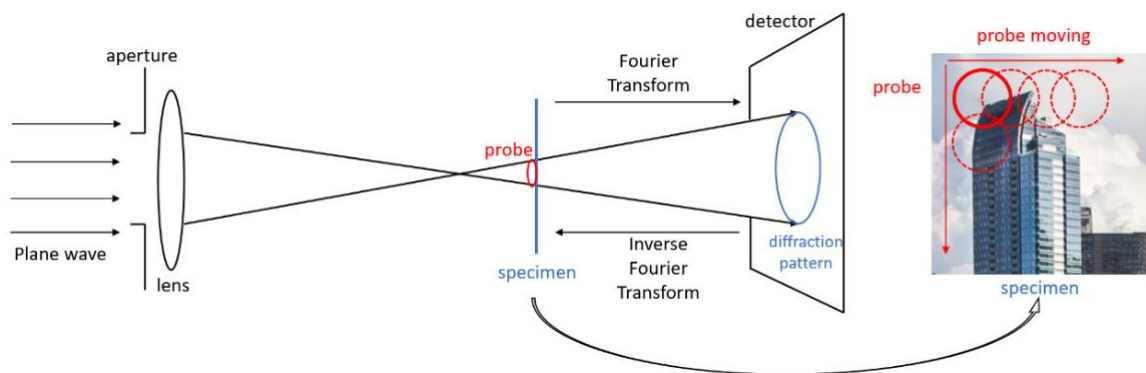 aperture
Plane wave
lens
probe
specimen
Fourier
Transform
Inverse
Fourier
Transform
detector
diffraction
pattern
probe moving
probe
specimen